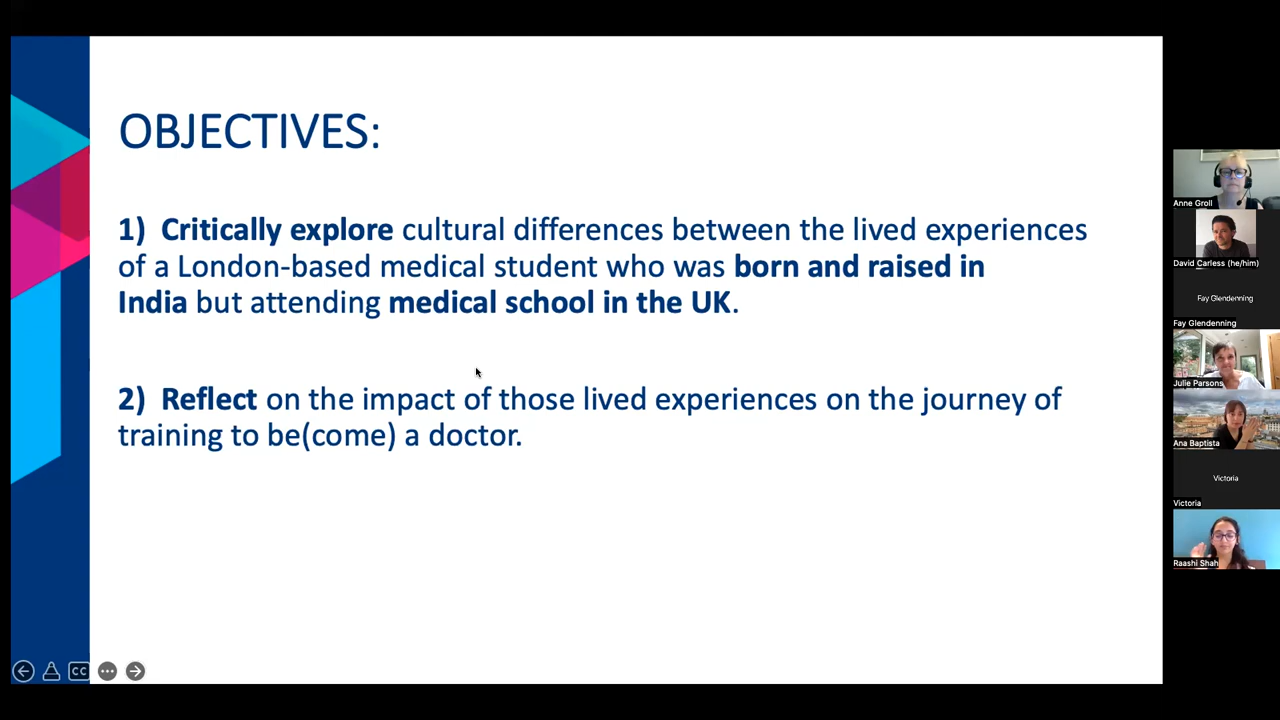 OBJECTIVES:
1) Critically explore cultural differences between the lived experiences
of a London-based medical student who was born and raised in
India but attending medical school in the UK.
2) Reflect on the impact of those lived experiences on the journey of
training to be(come) a doctor.
CC
Anne Groll
David Carless (he/him)
Fay Glendenning
Fay Glendenning
Julie Parsons
Ana Baptista
Victoria
Victoria
Raashi Shah